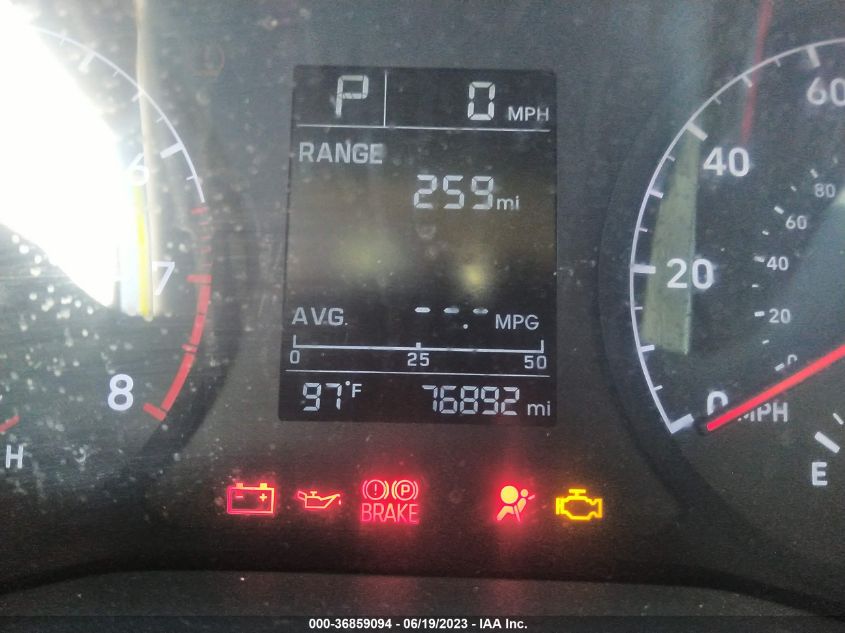 P 0 MPH
RANGE
259 mi
AVG. --.- MPG
0 25 50
97°F 76892 mi
6
7
8
H
60
40
20
0 MPH
80
60
40
20
0
E
BRAKE
000-36859094 - 06/19/2023 - IAA Inc.